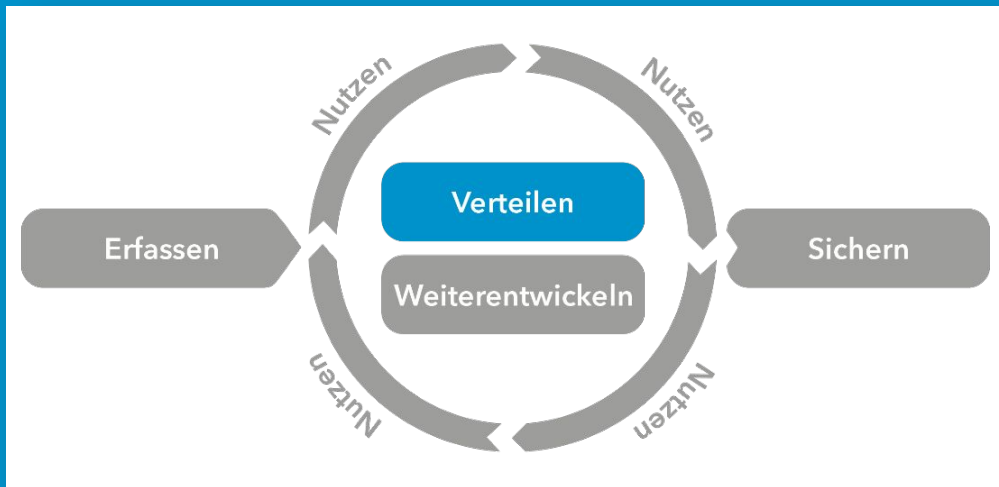 Nutzen
Nutzen
Verteilen
Erfassen
Sichern
Weiterentwickeln
Nutzen
Nutzen